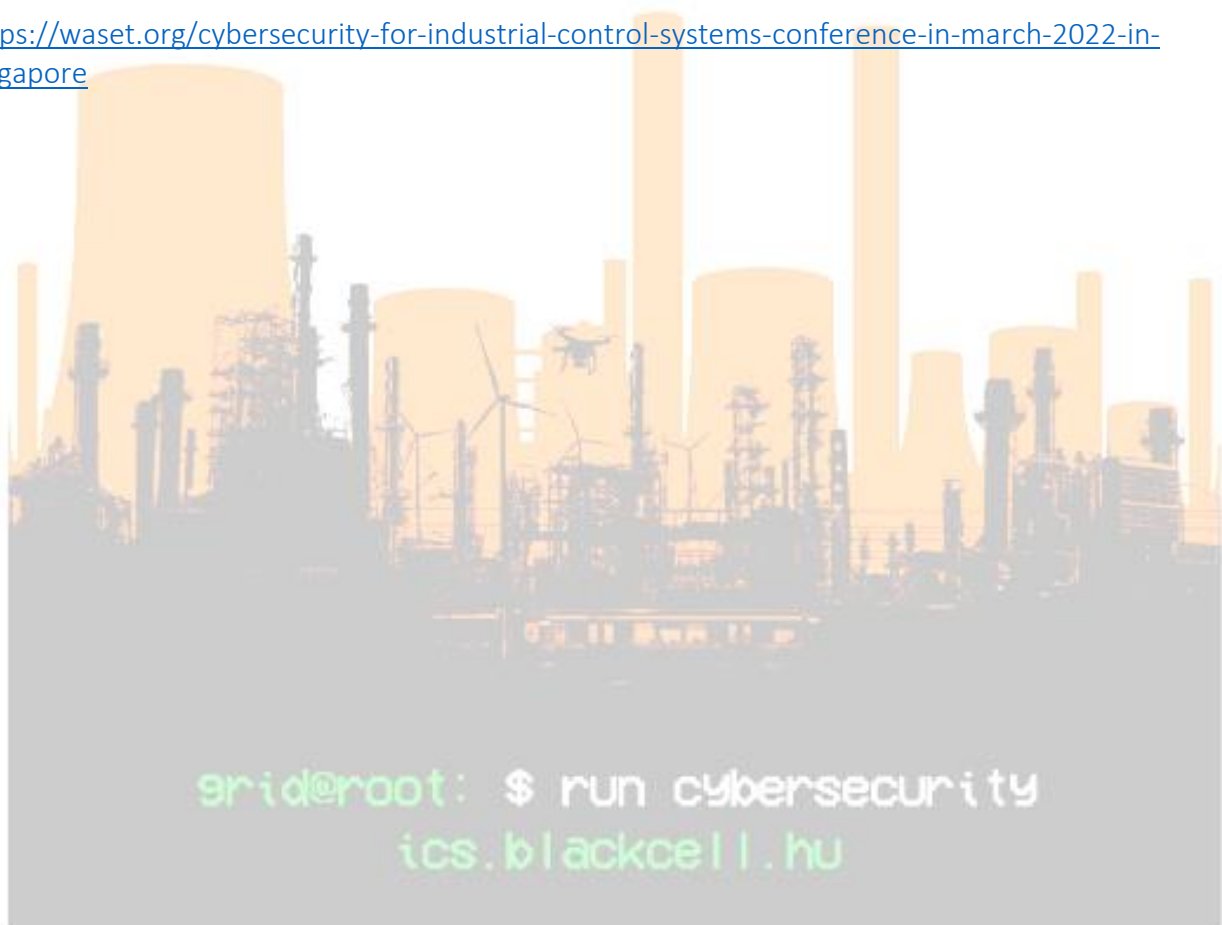 ps://waset.org/cybersecurity-for-industrial-control-systems-conference-in-march-2022-in-
gapore
grid@root: $ run cybersecurity
ics.blackcell.hu